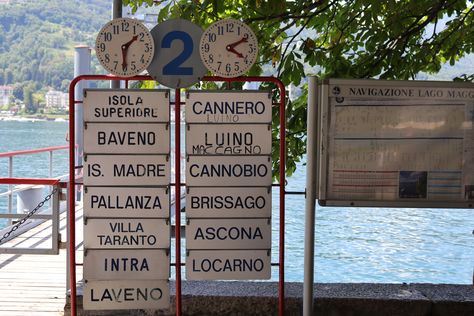 2
ISOLA
SUPERIORE
BAVENO
IS. MADRE
PALLANZA
VILLA
TARANTO
INTRA
LAVENO
CANNERO
LUINO
LUINO
MACCAGNO
CANNOBIO
BRISSAGO
ASCONA
LOCARNO
NAVIGAZIONE LAGO MAGG